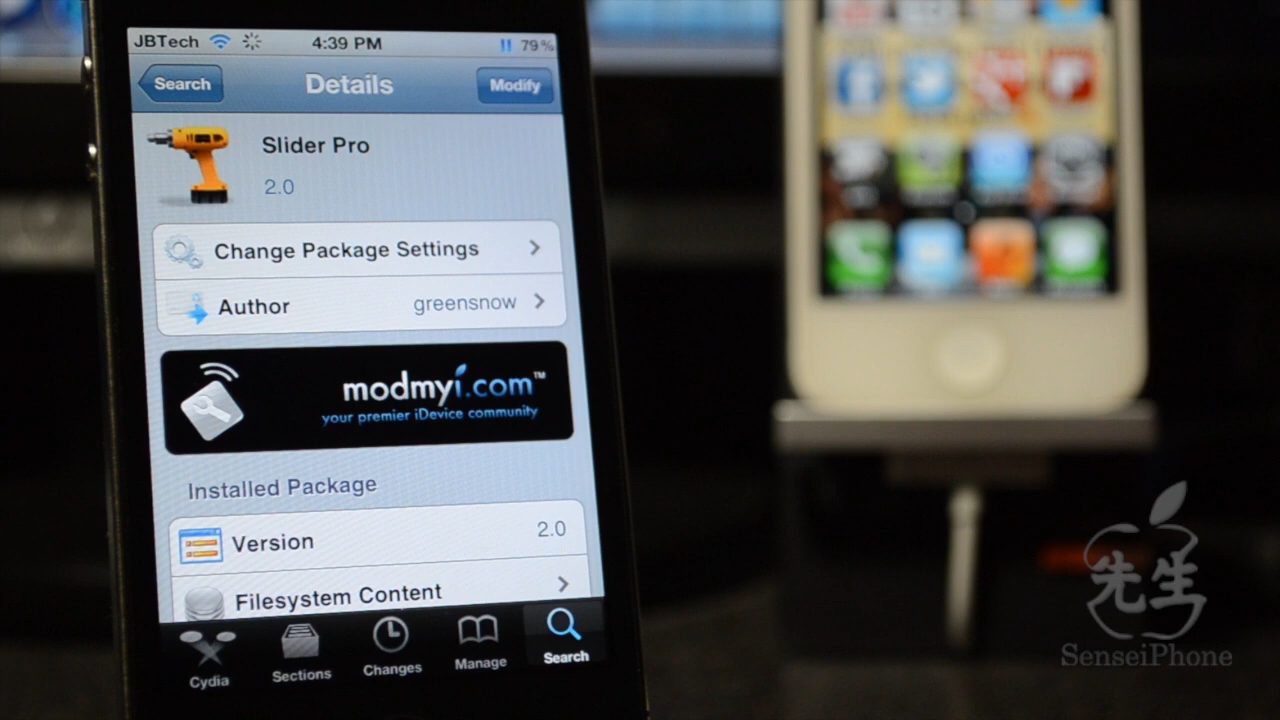 JBTech 4:39 PM 79%
Search Details Modify
Slider Pro
2.0
Change Package Settings
Author greensnow
modmyi.com™
your premier iDevice community
Installed Package
Version 2.0
Filesystem Content
Cydia Sections Changes Manage Search
先生
SenseiPhone